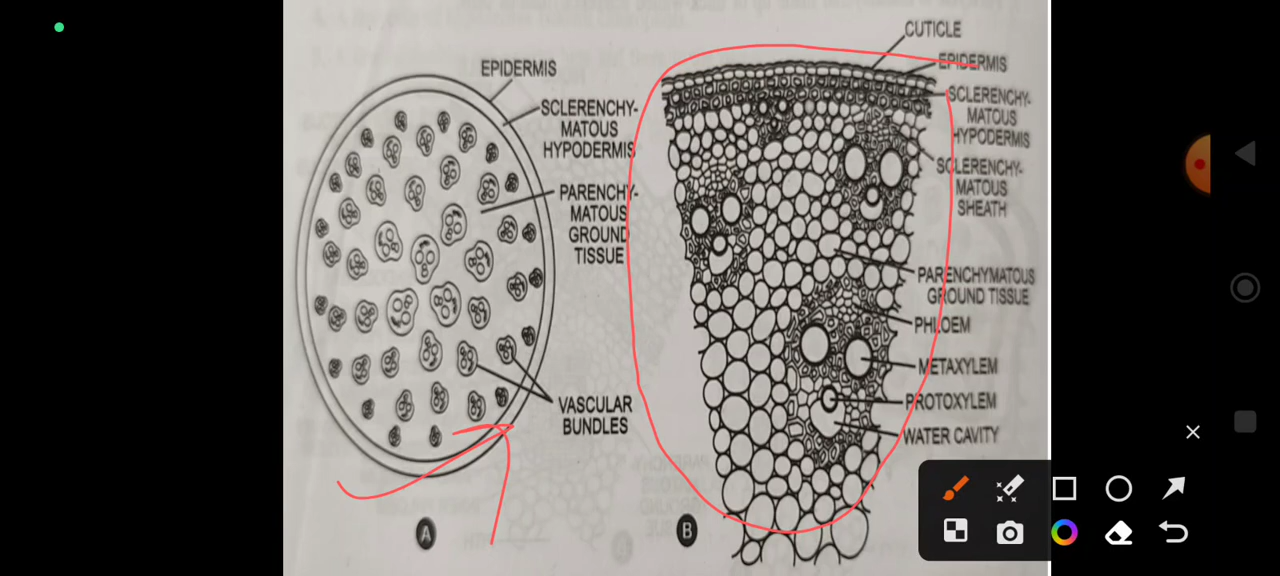 EPIDERMIS
SCLERENCHY-
MATOUS
HYPODERMIS
PARENCHY-
MATOUS
GROUND
TISSUE
VASCULAR
BUNDLES
A
CUTICLE
EPIDERMIS
SCLERENCHY-
MATOUS
HYPODERMIS
SCLERENCHY-
MATOUS
SHEATH
PARENCHYMATOUS
GROUND TISSUE
PHLOEM
METAXYLEM
PROTOXYLEM
WATER CAVITY
B